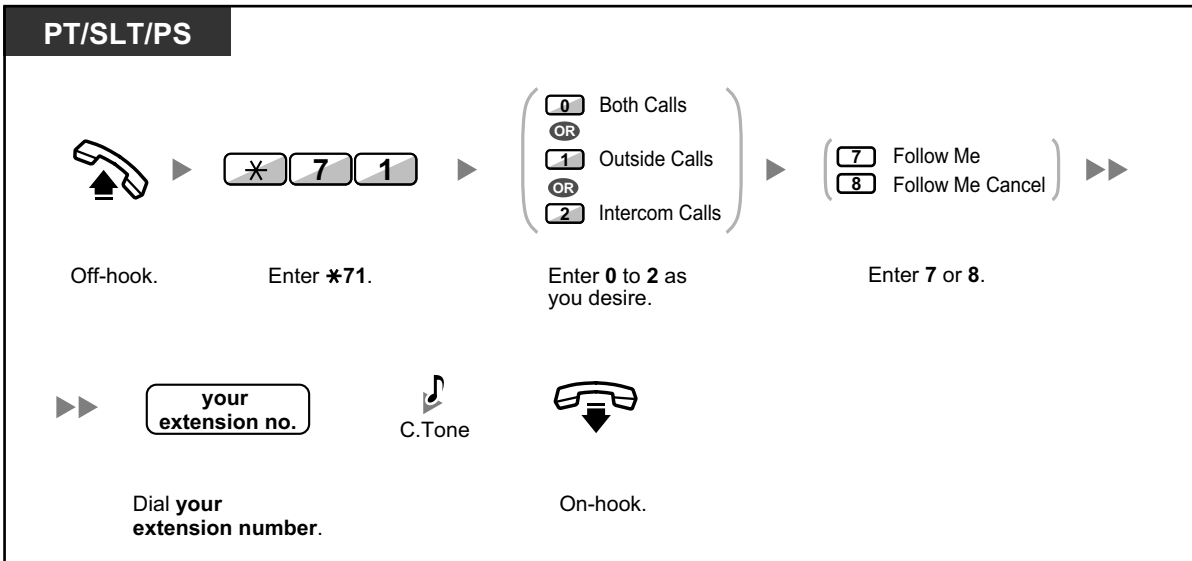 PT/SLT/PS
0 Both Calls
OR
1 Outside Calls
OR
2 Intercom Calls
* 7 1
7 Follow Me
8 Follow Me Cancel
Off-hook.
Enter *71.
Enter 0 to 2 as
you desire.
Enter 7 or 8.
your
extension no.
C.Tone
Dial your
extension number.
On-hook.